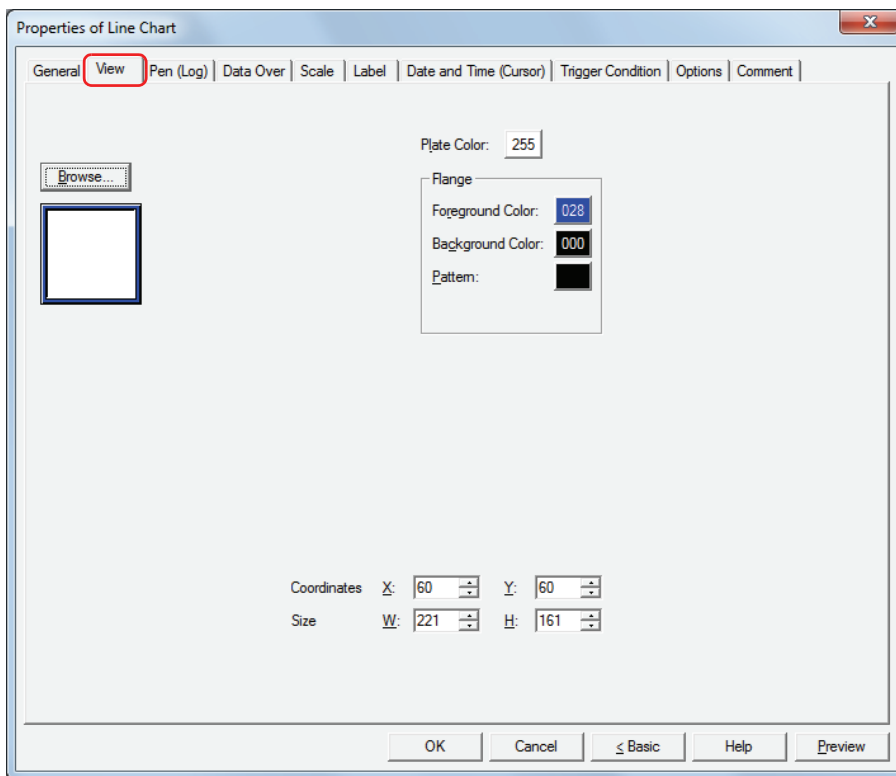 Properties of Line Chart
X
General View Pen (Log) Data Over Scale Label Date and Time (Cursor) Trigger Condition Options Comment
Plate Color: 255
Browse...
Flange
Foreground Color: 028
Background Color: 000
Pattern:
Coordinates X: 60 Y: 60
Size W: 221 H: 161
OK Cancel < Basic Help Preview